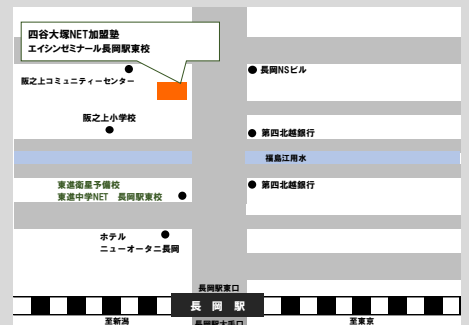 四谷大塚NET加盟塾
エイシンゼミナール長岡駅東校
阪之上コミュニティーセンター
長岡NSビル
阪之上小学校
第四北越銀行
福島江用水
東進衛星予備校
東進中学NET 長岡駅東校
第四北越銀行
ホテル
ニューオータニ長岡
長岡駅東口
長岡駅
長岡駅大手口
至新潟
至東京